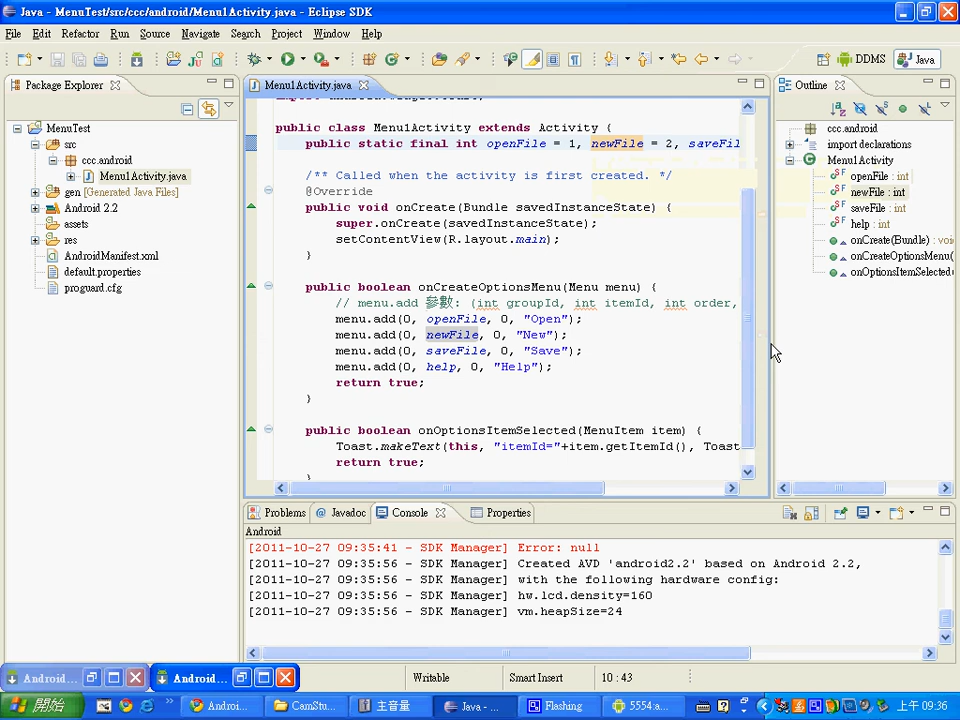 Java - MenuTest/src/ccc/android/Menu1Activity.java - Eclipse SDK
File Edit Refactor Run Source Navigate Search Project Window Help
DDMS Java
Package Explorer
MenuTest
src
ccc.android
Menu1Activity.java
gen [Generated Java Files]
Android 2.2
assets
res
AndroidManifest.xml
default.properties
proguard.cfg
Menu1Activity.java
public class Menu1Activity extends Activity {
public static final int openFile = 1, newFile = 2, saveFil
/** Called when the activity is first created. */
@Override
public void onCreate(Bundle savedInstanceState) {
super.onCreate(savedInstanceState);
setContentView(R.layout.main);
}
public boolean onCreateOptionsMenu(Menu menu) {
// menu.add 參數: (int groupId, int itemId, int order,
menu.add(0, openFile, 0, "Open");
menu.add(0, newFile, 0, "New");
menu.add(0, saveFile, 0, "Save");
menu.add(0, help, 0, "Help");
return true;
}
public boolean onOptionsItemSelected(MenuItem item) {
Toast.makeText(this, "itemId="+item.getItemId(), Toast
return true;
}
Outline
ccc.android
import declarations
Menu1Activity
openFile : int
newFile : int
saveFile : int
help : int
onCreate(Bundle) : voi
onCreateOptionsMenu(
onOptionsItemSelected
Problems @ Javadoc Console Properties
Android
[2011-10-27 09:35:41 - SDK Manager] Error: null
[2011-10-27 09:35:56 - SDK Manager] Created AVD 'android2.2' based on Android 2.2,
[2011-10-27 09:35:56 - SDK Manager] with the following hardware config:
[2011-10-27 09:35:56 - SDK Manager] hw.lcd.density=160
[2011-10-27 09:35:56 - SDK Manager] vm.heapSize=24
Android... Android... Writable Smart Insert 10 : 43
開始 Androi... CamStu... 主音量 Java - ... Flashing 5554:a... 上午 09:36